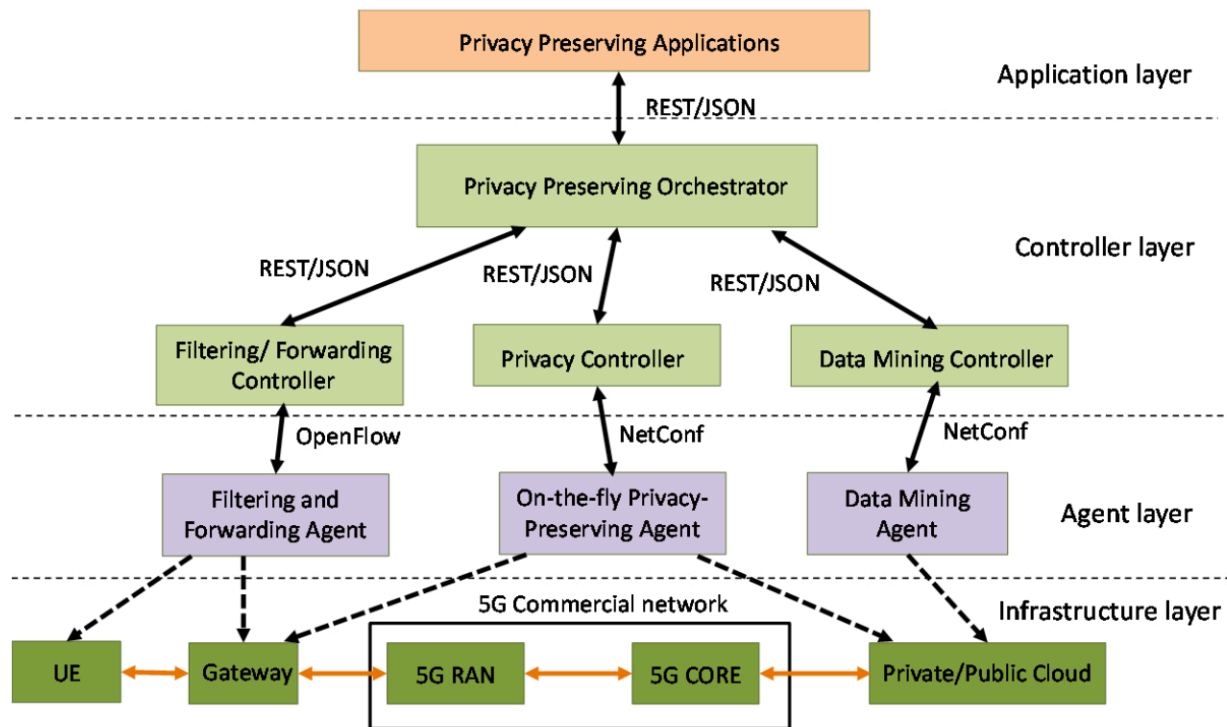 Privacy Preserving Applications
Application layer
REST/JSON
Privacy Preserving Orchestrator
Controller layer
REST/JSON
REST/JSON
REST/JSON
Filtering/ Forwarding
Controller
Privacy Controller
Data Mining Controller
OpenFlow
NetConf
NetConf
Filtering and
Forwarding Agent
On-the-fly Privacy-
Preserving Agent
Data Mining
Agent
Agent layer
5G Commercial network
Infrastructure layer
UE
Gateway
5G RAN
5G CORE
Private/Public Cloud